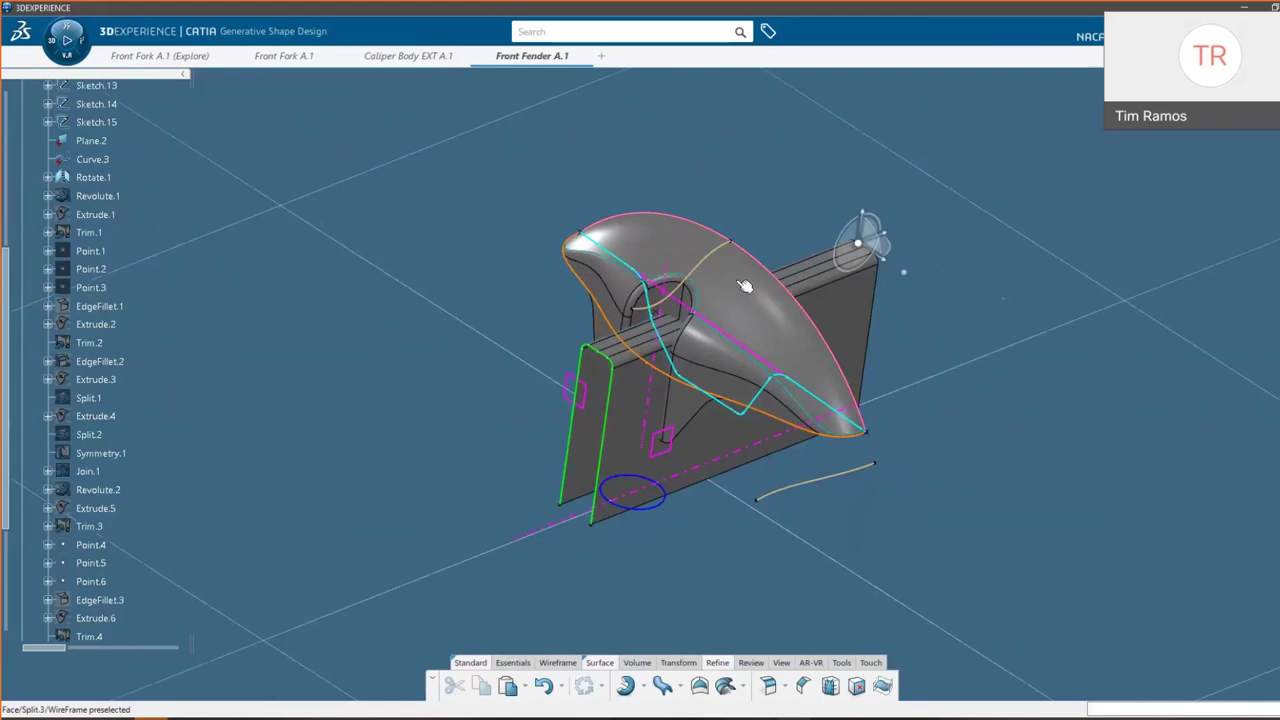 3DEXPERIENCE
3DEXPERIENCE | CATIA Generative Shape Design
Search
NACA
3D
V.R
Front Fork A.1 (Explore)
Front Fork A.1
Caliper Body EXT A.1
Front Fender A.1
+
TR
Tim Ramos
Sketch.13
Sketch.14
Sketch.15
Plane.2
Curve.3
Rotate.1
Revolute.1
Extrude.1
Trim.1
Point.1
Point.2
Point.3
EdgeFillet.1
Extrude.2
Trim.2
EdgeFillet.2
Extrude.3
Split.1
Extrude.4
Split.2
Symmetry.1
Join.1
Revolute.2
Extrude.5
Trim.3
Point.4
Point.5
Point.6
EdgeFillet.3
Extrude.6
Trim.4
Standard Essentials Wireframe Surface Volume Transform Refine Review View AR-VR Tools Touch
Face/Split.3/WireFrame preselected